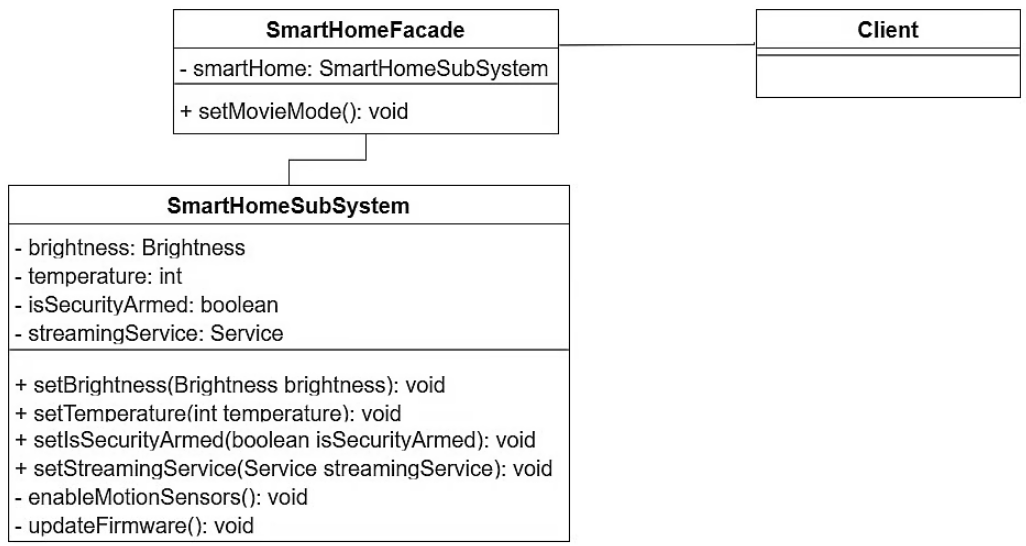 SmartHomeFacade
- smartHome: SmartHomeSubSystem
+ setMovieMode(): void
Client
SmartHomeSubSystem
- brightness: Brightness
- temperature: int
- isSecurityArmed: boolean
- streamingService: Service
+ setBrightness(Brightness brightness): void
+ setTemperature(int temperature): void
+ setIsSecurityArmed(boolean isSecurityArmed): void
+ setStreamingService(Service streamingService): void
- enableMotionSensors(): void
- updateFirmware(): void